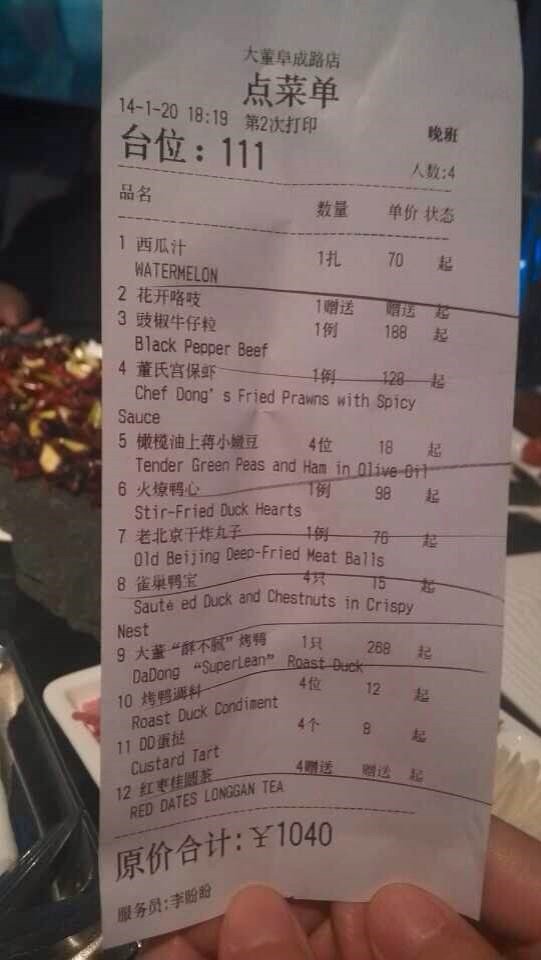 大董阜成路店
点菜单
14-1-20 18:19 第2次打印 晚班
台位：111 人数:4
品名 数量 单价 状态
1 西瓜汁 1扎 70 起
WATERMELON
2 花开咯吱 1赠送 赠送 起
3 豉椒牛仔粒 1例 188 起
Black Pepper Beef
4 董氏宫保虾 1例 128 起
Chef Dong's Fried Prawns with Spicy
Sauce
5 橄榄油上蒋小嫩豆 4位 18 起
Tender Green Peas and Ham in Olive Oil
6 火燎鸭心 1例 98 起
Stir-Fried Duck Hearts
7 老北京干炸丸子 1例 76 起
Old Beijing Deep-Fried Meat Balls
8 雀巢鸭宝 4只 15 起
Sauté ed Duck and Chestnuts in Crispy
Nest
9 大董“酥不腻”烤鸭 1只 268 起
DaDong “SuperLean” Roast Duck
10 烤鸭调料 4位 12 起
Roast Duck Condiment
11 DD蛋挞 4个 8 起
Custard Tart
12 红枣桂圆茶 4赠送 赠送 起
RED DATES LONGGAN TEA
原价合计:￥1040
服务员:李盼盼